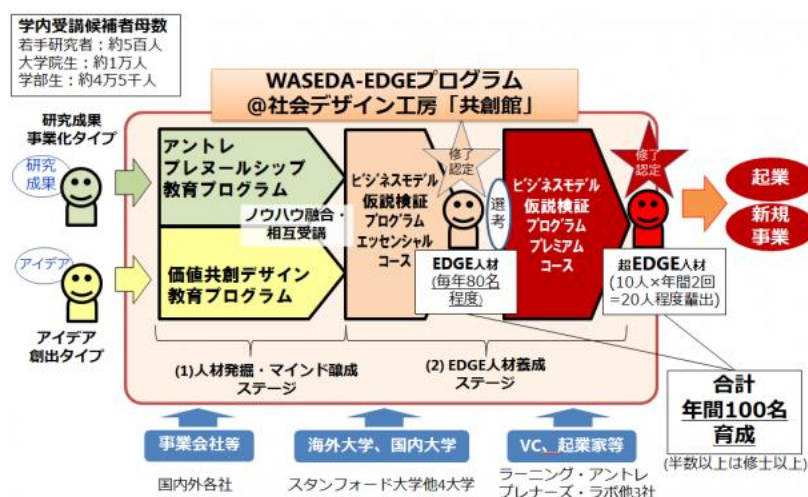 学内受講候補者母数
若手研究者：約5百人
大学院生：約1万人
学部生：約4万5千人
WASEDA-EDGEプログラム
@社会デザイン工房「共創館」
研究成果
事業化タイプ
研究
成果
アイデア
アイデア
創出タイプ
アントレ
プレヌールシップ
教育プログラム
ノウハウ融合・
相互受講
価値共創デザイン
教育プログラム
ビジネスモデル
仮説検証
プログラム
エッセンシャル
コース
修了
認定
選考
EDGE人材
(毎年80名
程度)
ビジネスモデル
仮説検証
プログラム
プレミアム
コース
修了
認定
超EDGE人材
(10人×年間2回
=20人程度輩出)
起業
新規
事業
(1)人材発掘・マインド醸成
ステージ
(2) EDGE人材養成
ステージ
合計
年間100名
育成
(半数以上は修士以上)
事業会社等
国内外各社
海外大学、国内大学
スタンフォード大学他4大学
VC、起業家等
ラーニング・アントレ
プレナーズ・ラボ他3社